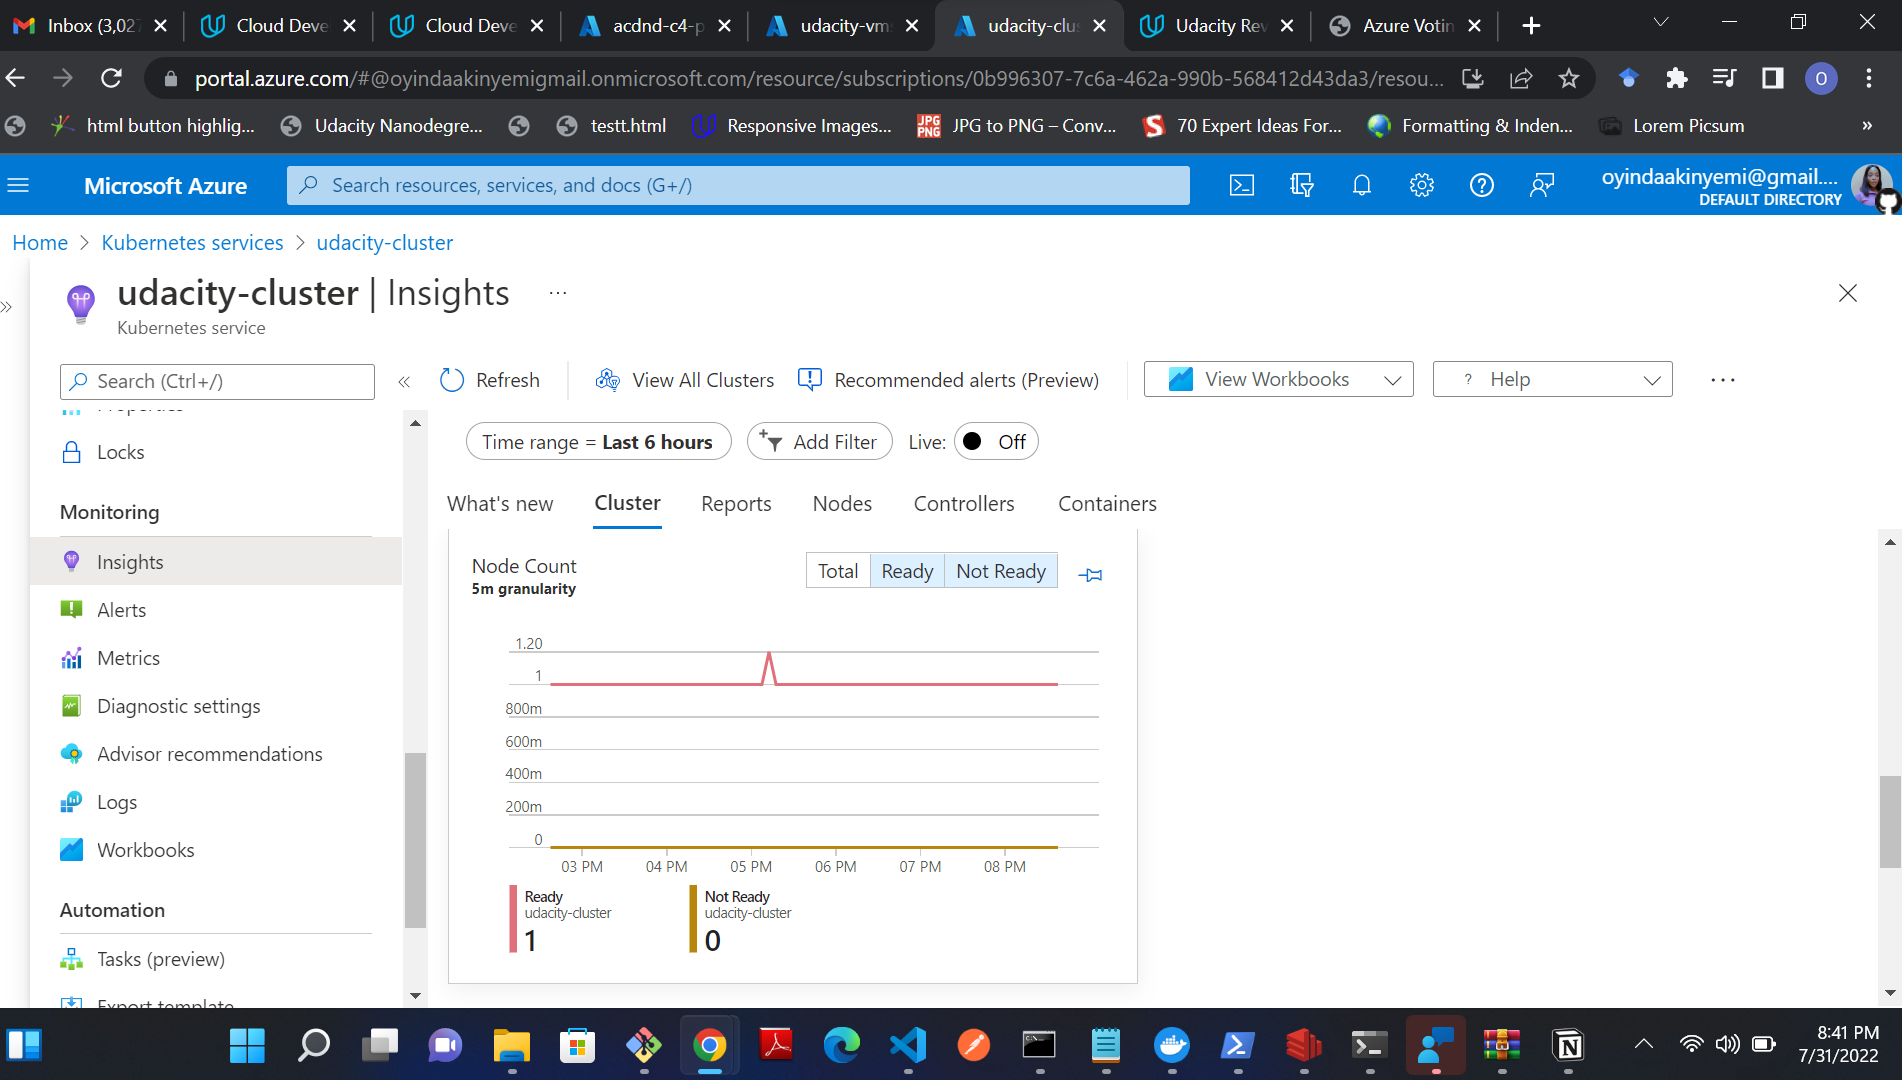 Inbox (3,027
Cloud Deve
Cloud Deve
acdnd-c4-p
udacity-vms
udacity-clus
Udacity Rev
Azure Votin
portal.azure.com/#@oyindaakinyemigmail.onmicrosoft.com/resource/subscriptions/0b996307-7c6a-462a-990b-568412d43da3/resou...
O
html button highlig...
Udacity Nanodegre...
testt.html
Responsive Images...
JPG to PNG – Conv...
70 Expert Ideas For...
Formatting & Inden...
Lorem Picsum
»
Microsoft Azure
Search resources, services, and docs (G+/)
oyindaakinyemi@gmail....
DEFAULT DIRECTORY
Home > Kubernetes services > udacity-cluster
udacity-cluster | Insights
...
Kubernetes service
Search (Ctrl+/)
Refresh
View All Clusters
Recommended alerts (Preview)
View Workbooks
? Help
...
Properties
Locks
Monitoring
Insights
Alerts
Metrics
Diagnostic settings
Advisor recommendations
Logs
Workbooks
Automation
Tasks (preview)
Export template
Time range = Last 6 hours
Add Filter
Live: Off
What's new
Cluster
Reports
Nodes
Controllers
Containers
Node Count
5m granularity
Total
Ready
Not Ready
1.20
1
800m
600m
400m
200m
0
03 PM
04 PM
05 PM
06 PM
07 PM
08 PM
Ready
udacity-cluster
1
Not Ready
udacity-cluster
0
8:41 PM
7/31/2022